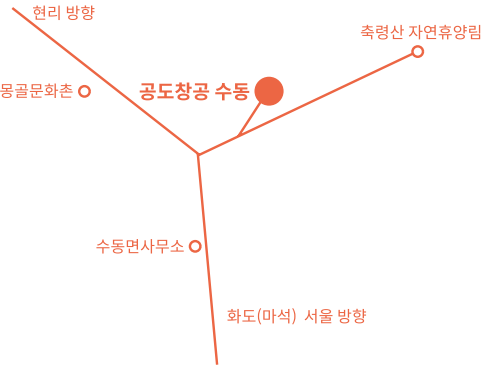 현리 방향
축령산 자연휴양림
몽골문화촌
공도창공 수동
수동면사무소
화도(마석) 서울 방향